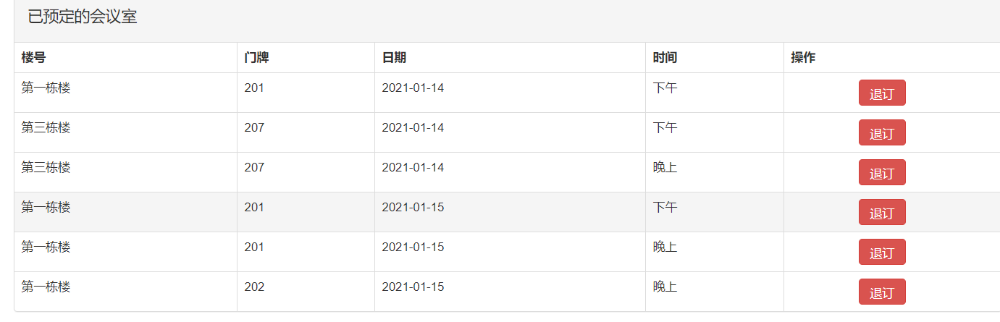 已预定的会议室
楼号 门牌 日期 时间 操作
第一栋楼 201 2021-01-14 下午 退订
第三栋楼 207 2021-01-14 下午 退订
第三栋楼 207 2021-01-14 晚上 退订
第一栋楼 201 2021-01-15 下午 退订
第一栋楼 201 2021-01-15 晚上 退订
第一栋楼 202 2021-01-15 晚上 退订